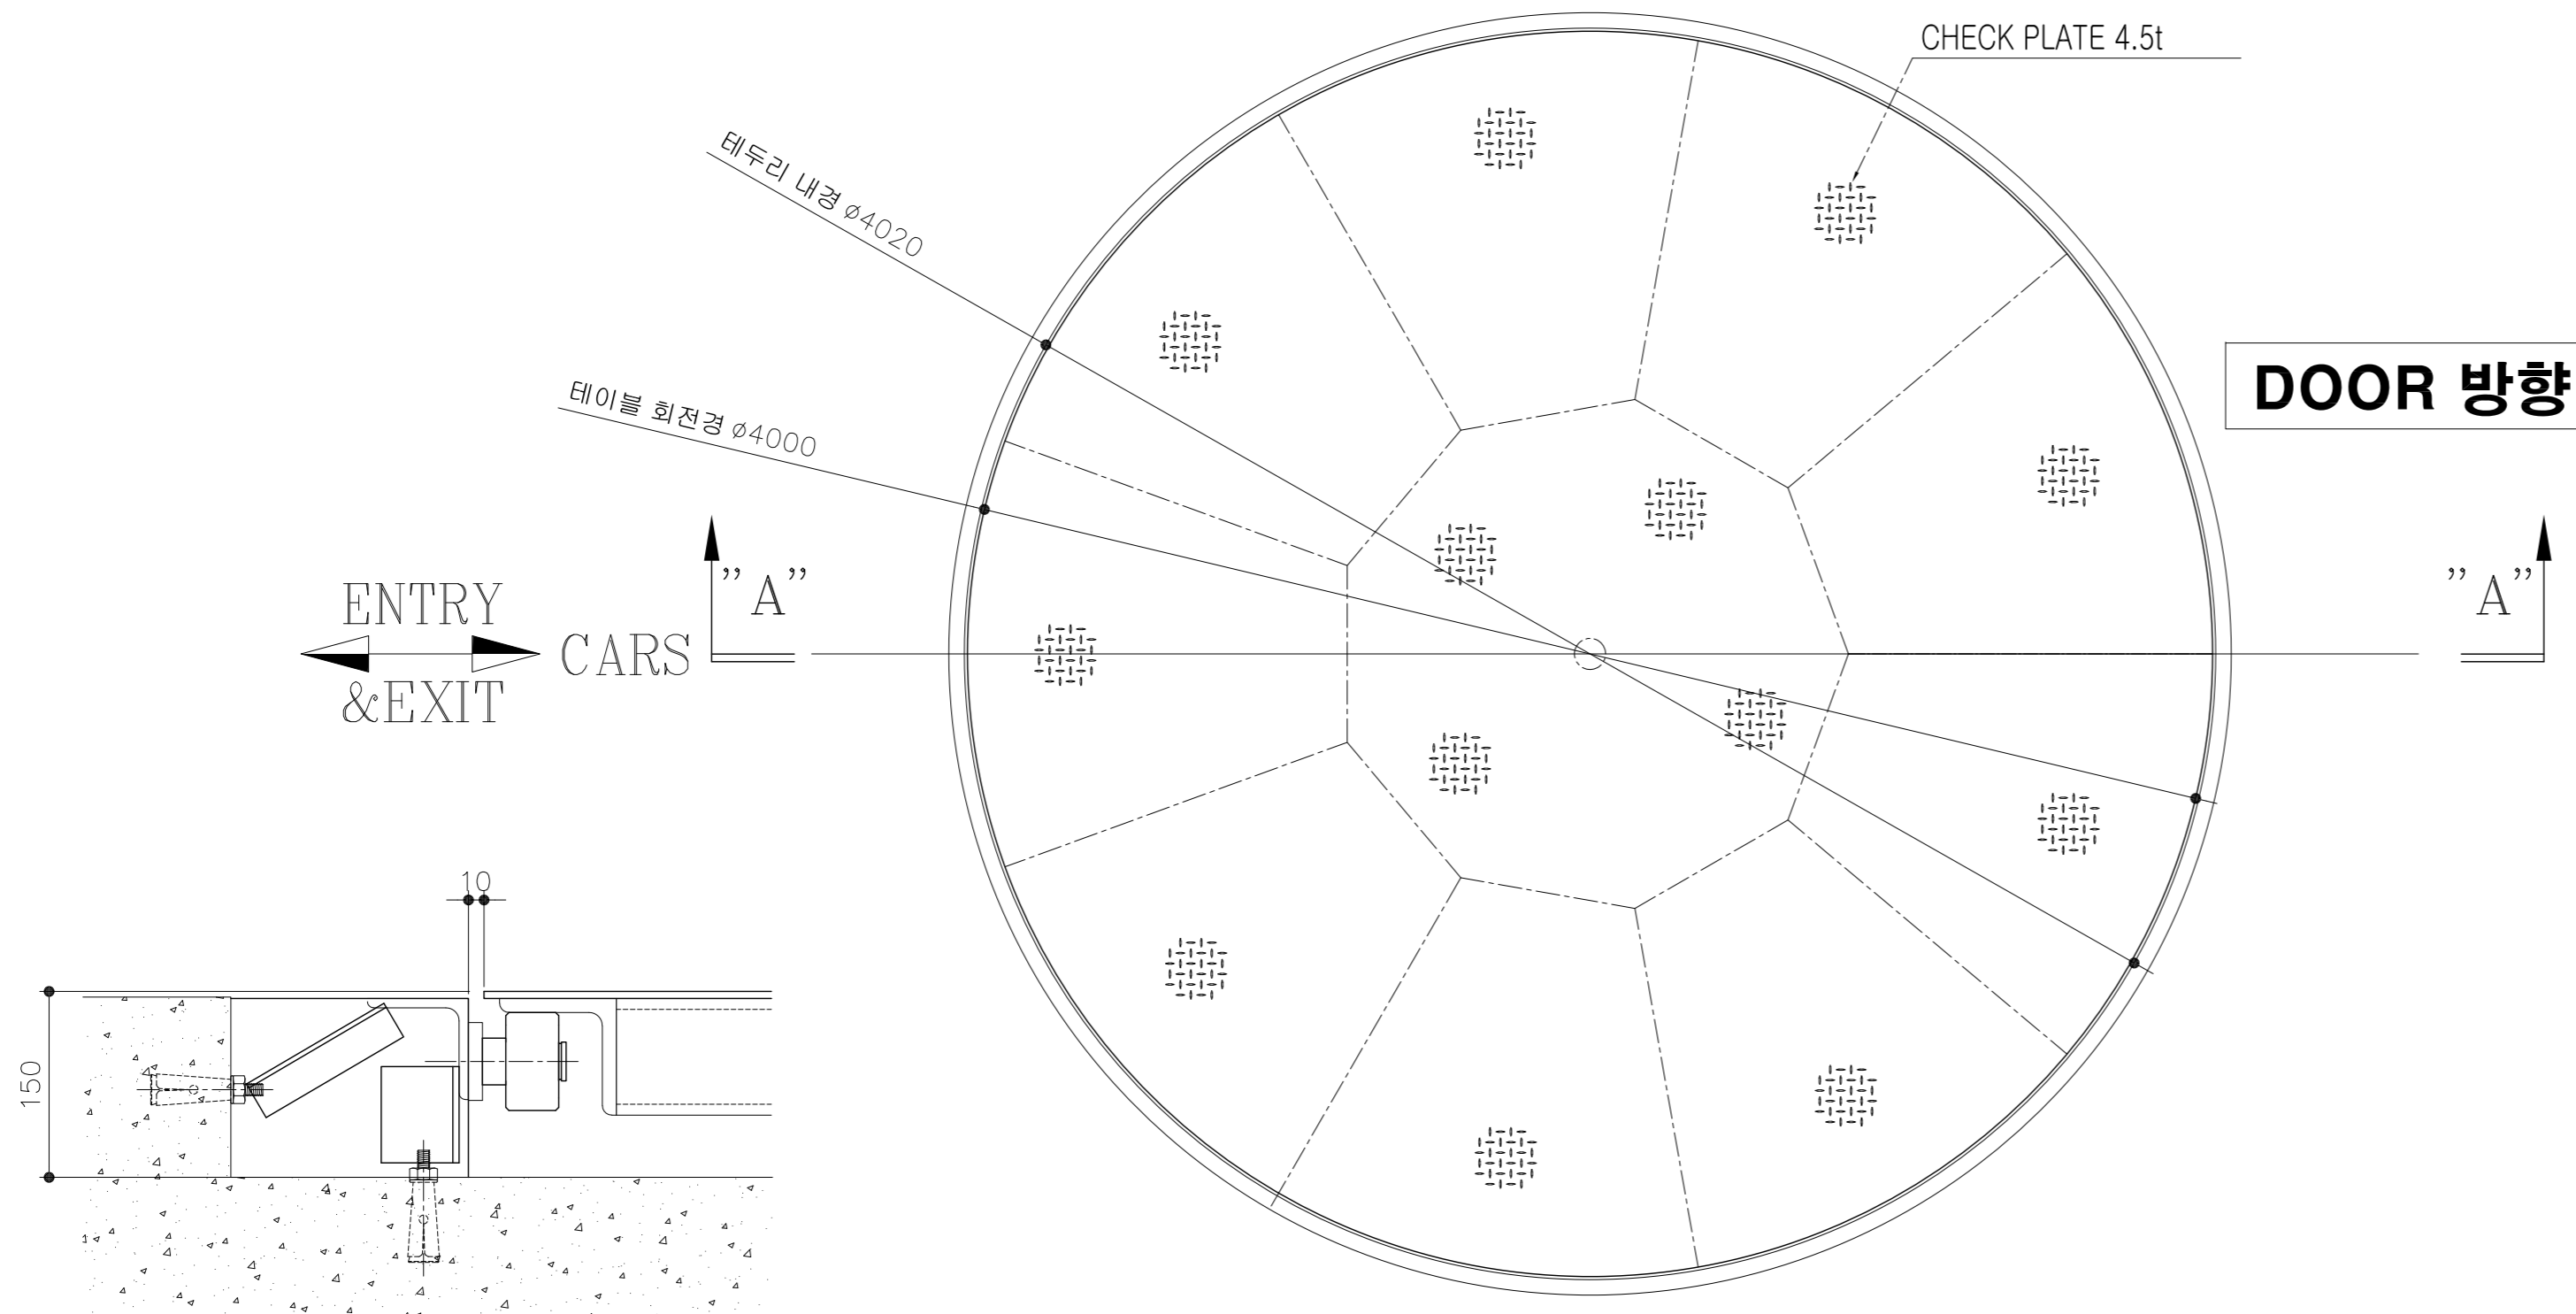 CHECK PLATE 4.5t
테두리 내경 ø4020
DOOR 방향
테이블 회전경 ø4000
ENTRY
CARS
&EXIT
”A”
”A”
10
150